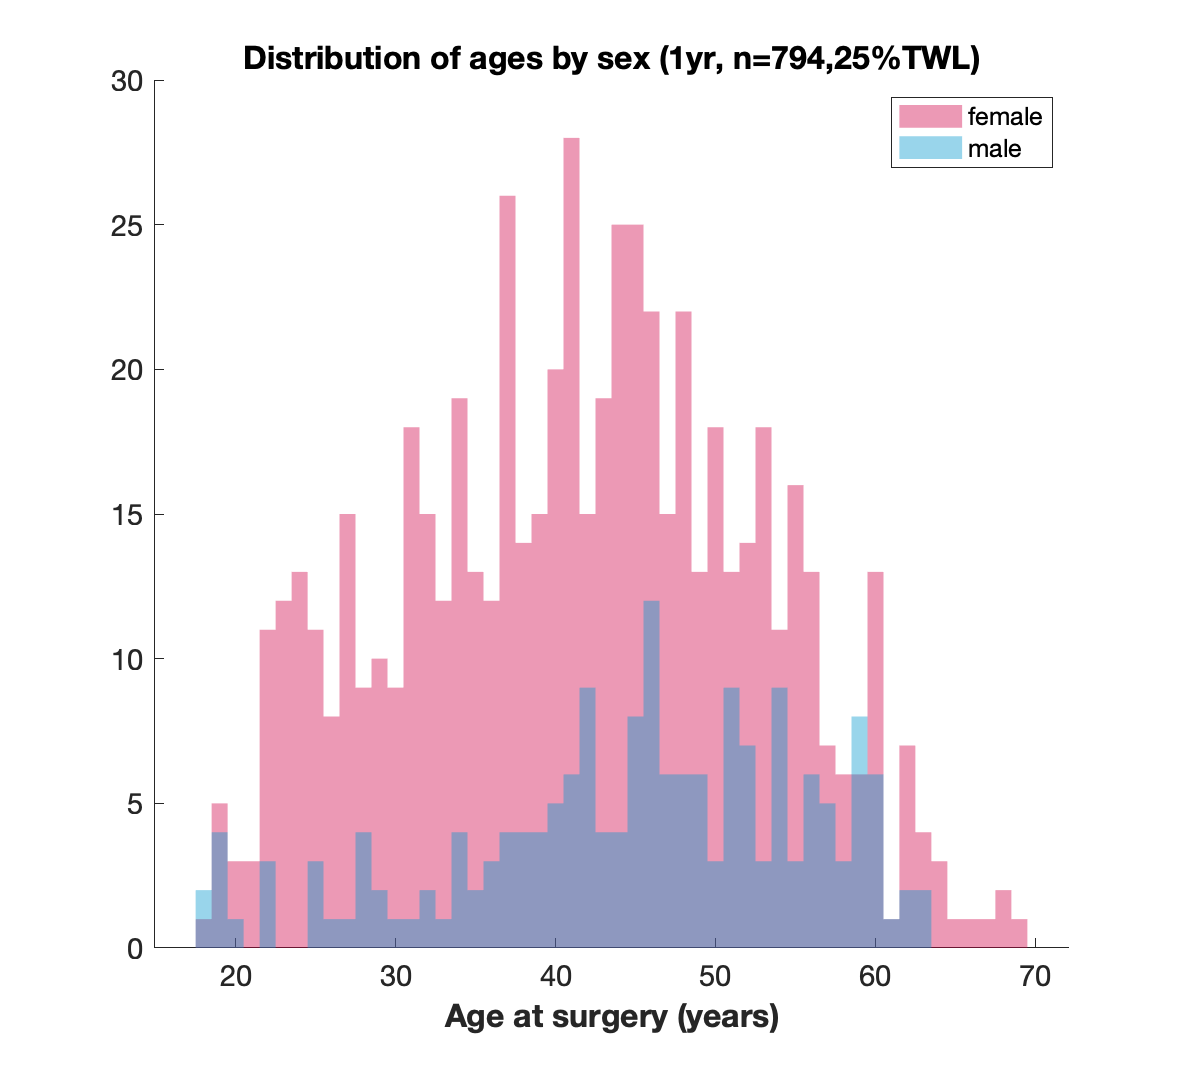 Distribution of ages by sex (1yr, n=794,25%TWL)
30
female
male
25
20
15
10
5
0
20 30 40 50 60 70
Age at surgery (years)